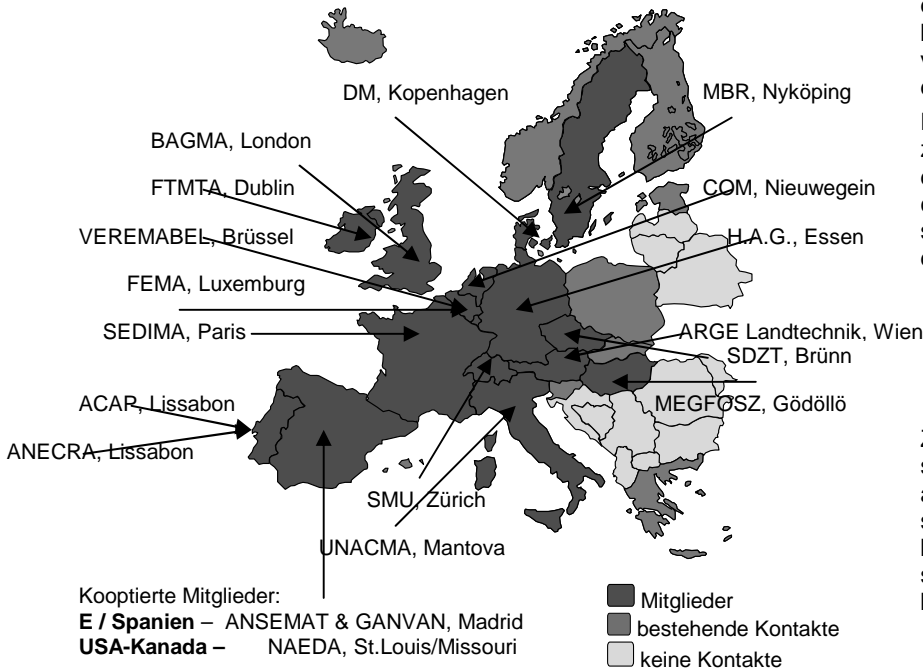 DM, Kopenhagen
MBR, Nyköping
BAGMA, London
FTMTA, Dublin
COM, Nieuwegein
VEREMABEL, Brüssel
H.A.G., Essen
FEMA, Luxemburg
SEDIMA, Paris
ARGE Landtechnik, Wien
SDZT, Brünn
ACAP, Lissabon
MEGFOSZ, Gödöllö
ANECRA, Lissabon
SMU, Zürich
UNACMA, Mantova
Kooptierte Mitglieder:
E / Spanien – ANSEMAT & GANVAN, Madrid
USA-Kanada – NAEDA, St.Louis/Missouri
Mitglieder
bestehende Kontakte
keine Kontakte